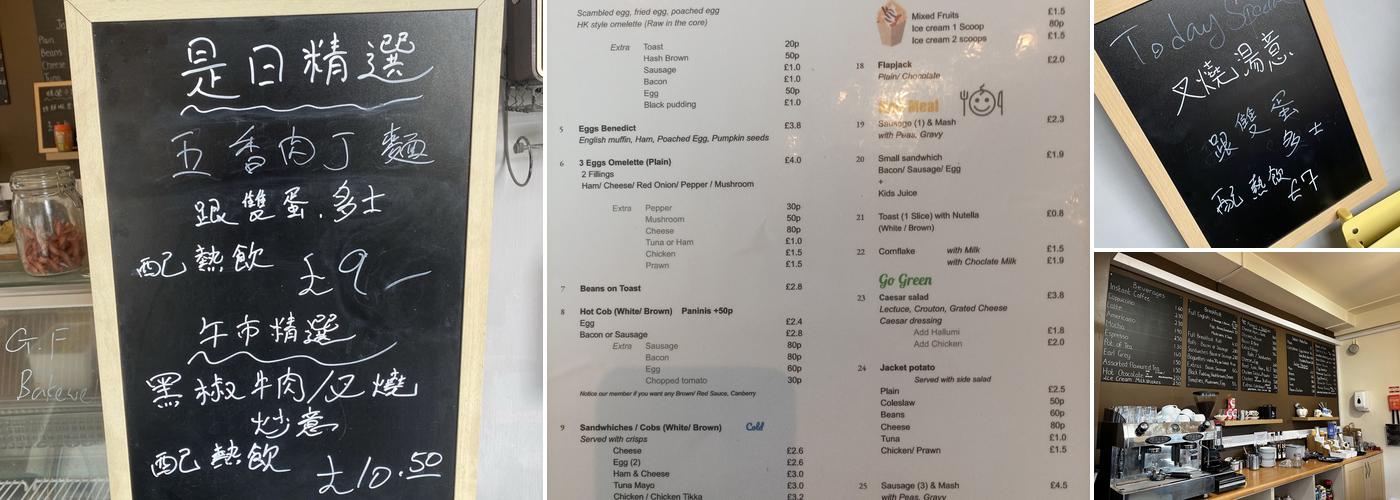 是日精選
五香肉丁麵
跟雙蛋.多士
配熱飲 £9
午市精選
黑椒牛肉/叉燒
炒意
配熱飲 £10.50
G.F
Scrambled egg, fried egg, poached egg
HK style omelette (Raw in the core)
Extra Toast 20p
Hash Brown 50p
Sausage £1.0
Bacon £1.0
Egg 50p
Black pudding £1.0
5 Eggs Benedict £3.8
English muffin, Ham, Poached Egg, Pumpkin seeds
6 3 Eggs Omelette (Plain) £4.0
2 Fillings
Ham/ Cheese/ Red Onion/ Pepper / Mushroom
Extra Pepper 30p
Mushroom 50p
Cheese 80p
Tuna or Ham £1.0
Chicken £1.5
Prawn £1.5
7 Beans on Toast £2.8
8 Hot Cob (White/ Brown) Paninis +50p
Egg £2.4
Bacon or Sausage £2.8
Extra Sausage 80p
Bacon 80p
Egg 60p
Chopped tomato 30p
Notice our member if you want any Brown/ Red Sauce, Canberry
9 Sandwhiches / Cobs (White/ Brown) Cold
Served with crisps
Cheese £2.6
Egg (2) £2.6
Ham & Cheese £3.0
Tuna Mayo £3.0
Chicken / Chicken Tikka £3.2
£1.5
Mixed Fruits 80p
Ice cream 1 Scoop £1.5
Ice cream 2 scoops
18 Flapjack £2.0
Plain/ Chocolate
Meal
19 Sausage (1) & Mash £2.3
with Peas, Gravy
20 Small sandwich £1.9
Bacon/ Sausage/ Egg
+
Kids Juice
21 Toast (1 Slice) with Nutella £0.8
(White / Brown)
22 Cornflake with Milk £1.5
with Choclate Milk £1.9
Go Green
23 Caesar salad £3.8
Lectuce, Crouton, Grated Cheese
Caesar dressing
Add Hallumi £1.8
Add Chicken £2.0
24 Jacket potato
Served with side salad
Plain £2.5
Coleslaw 50p
Beans 60p
Cheese 80p
Tuna £1.0
Chicken/ Prawn £1.5
25 Sausage (3) & Mash £4.5
with Peas, Gravy
Today Special
叉燒湯意
跟雙蛋
多士
配熱飲
£7
Beverages
Instant Coffee
Cappuccino
Latte
Americano
Mocha
Espresso
Pot of Tea
Earl Grey
Assorted flavoured Tea
Hot Chocolate
Ice Cream Milkshakes
Breakfast